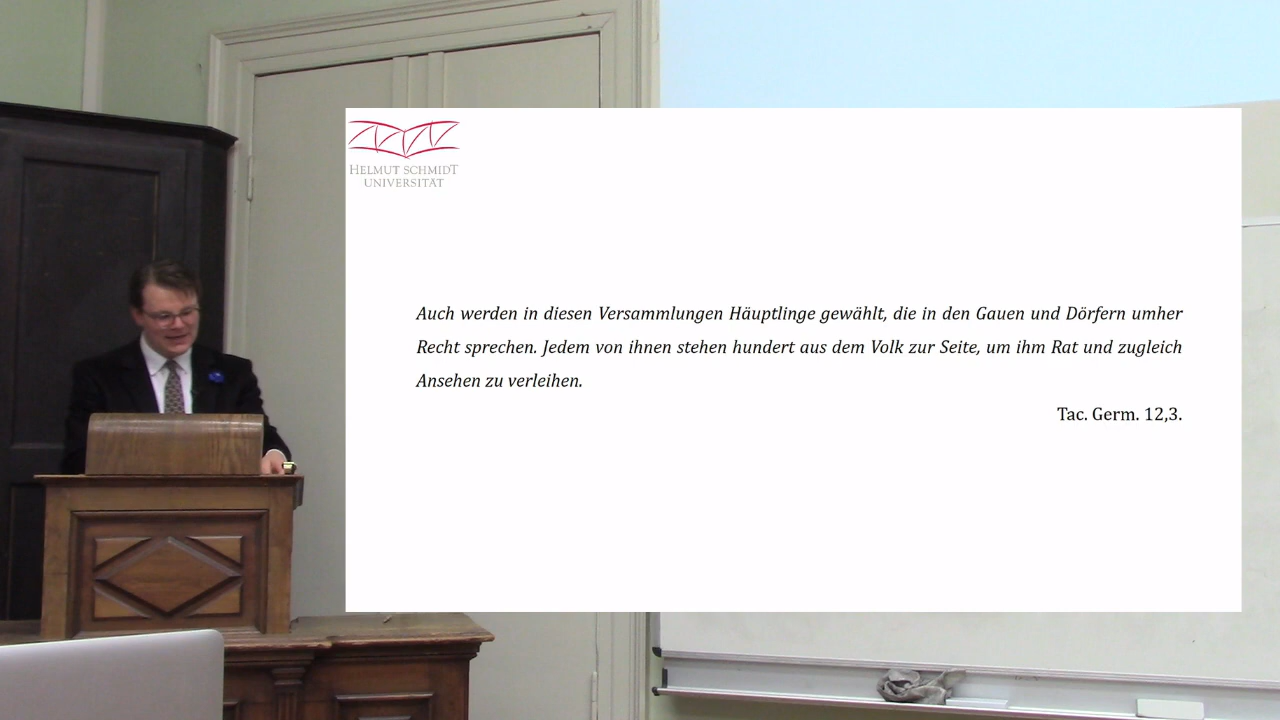 HELMUT SCHMIDT
UNIVERSITÄT
Auch werden in diesen Versammlungen Häuptlinge gewählt, die in den Gauen und Dörfern umher
Recht sprechen. Jedem von ihnen stehen hundert aus dem Volk zur Seite, um ihm Rat und zugleich
Ansehen zu verleihen.
Tac. Germ. 12,3.